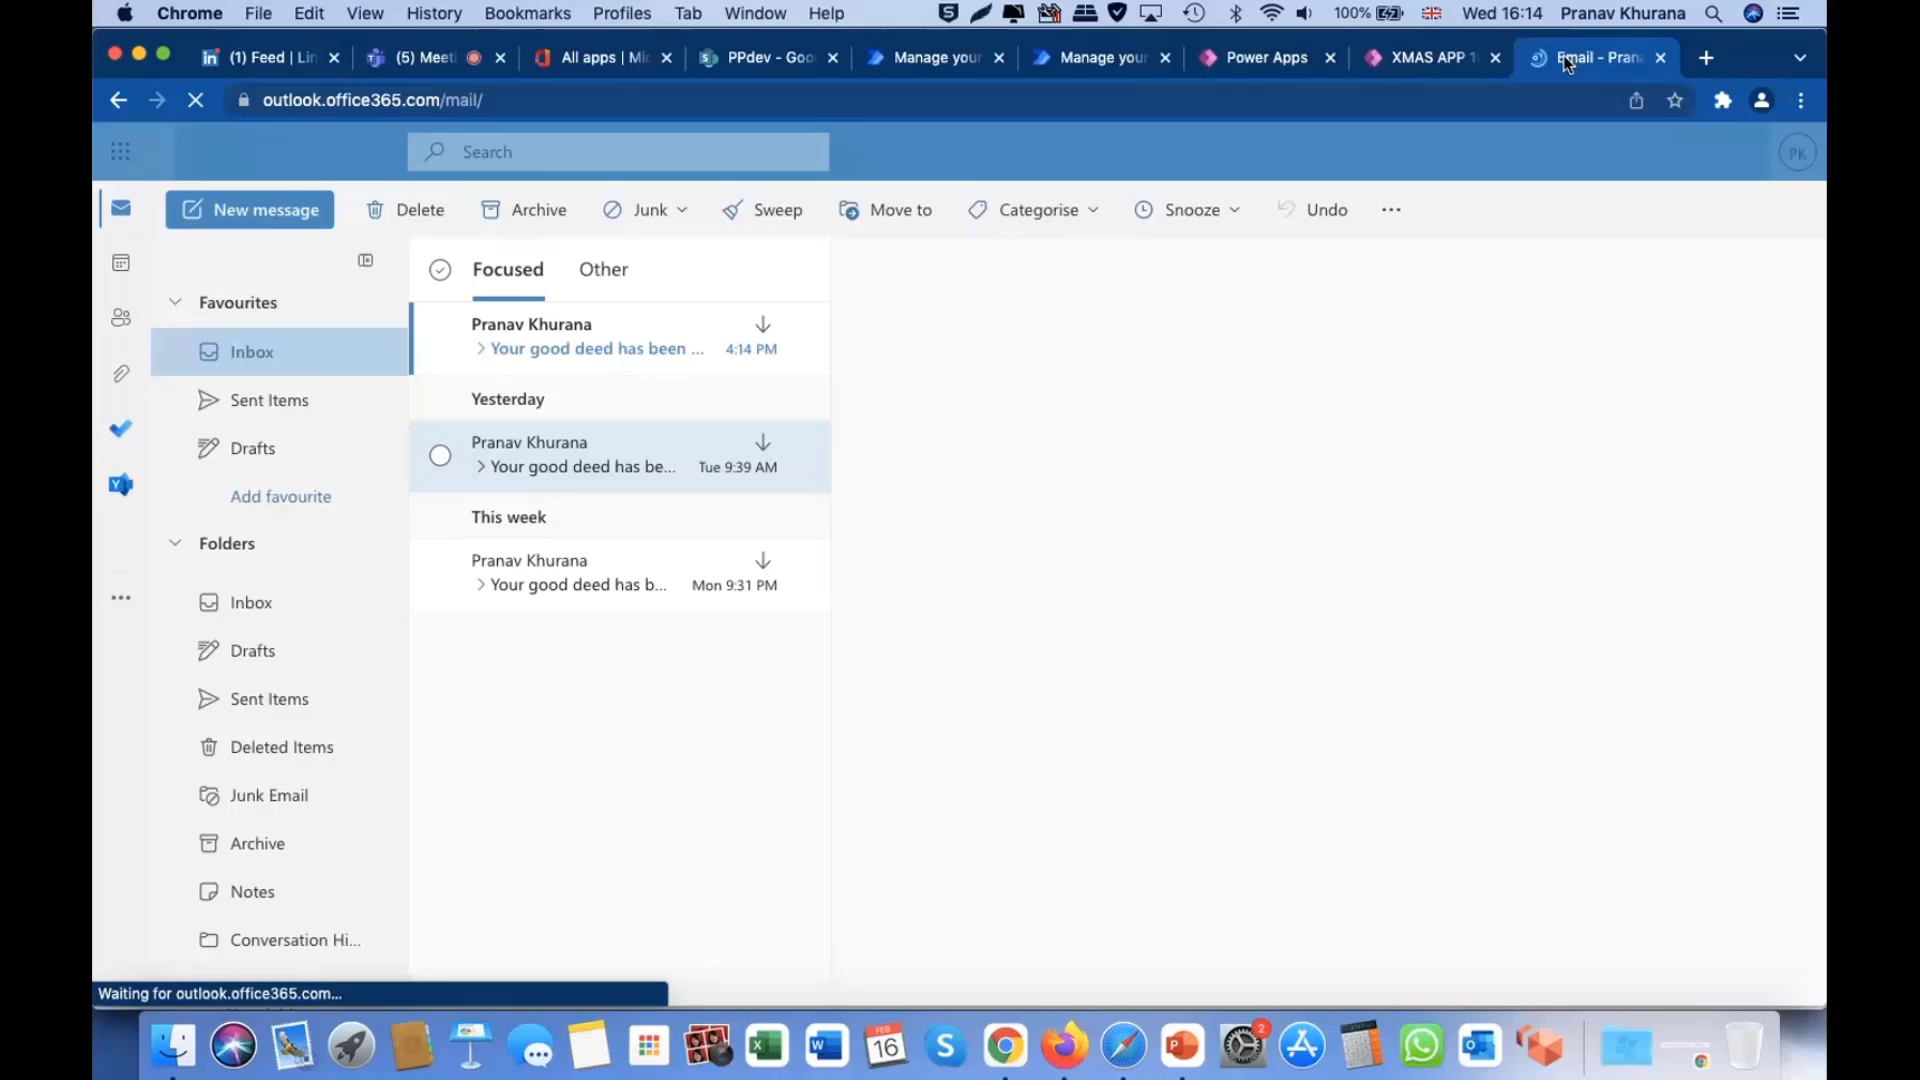 Chrome File Edit View History Bookmarks Profiles Tab Window Help 100% Wed 16:14 Pranav Khurana
(1) Feed | Lin (5) Meeti All apps | Mic PPdev - Goo Manage your Manage your Power Apps XMAS APP 1 Email - Pran
outlook.office365.com/mail/
Search
PK
New message Delete Archive Junk Sweep Move to Categorise Snooze Undo
Focused Other
Favourites
Inbox
Sent Items
Drafts
Add favourite
Folders
Inbox
Drafts
Sent Items
Deleted Items
Junk Email
Archive
Notes
Conversation Hi...
Pranav Khurana
Your good deed has been ... 4:14 PM
Yesterday
Pranav Khurana
Your good deed has be... Tue 9:39 AM
This week
Pranav Khurana
Your good deed has b... Mon 9:31 PM
Waiting for outlook.office365.com...
FEB
16
2